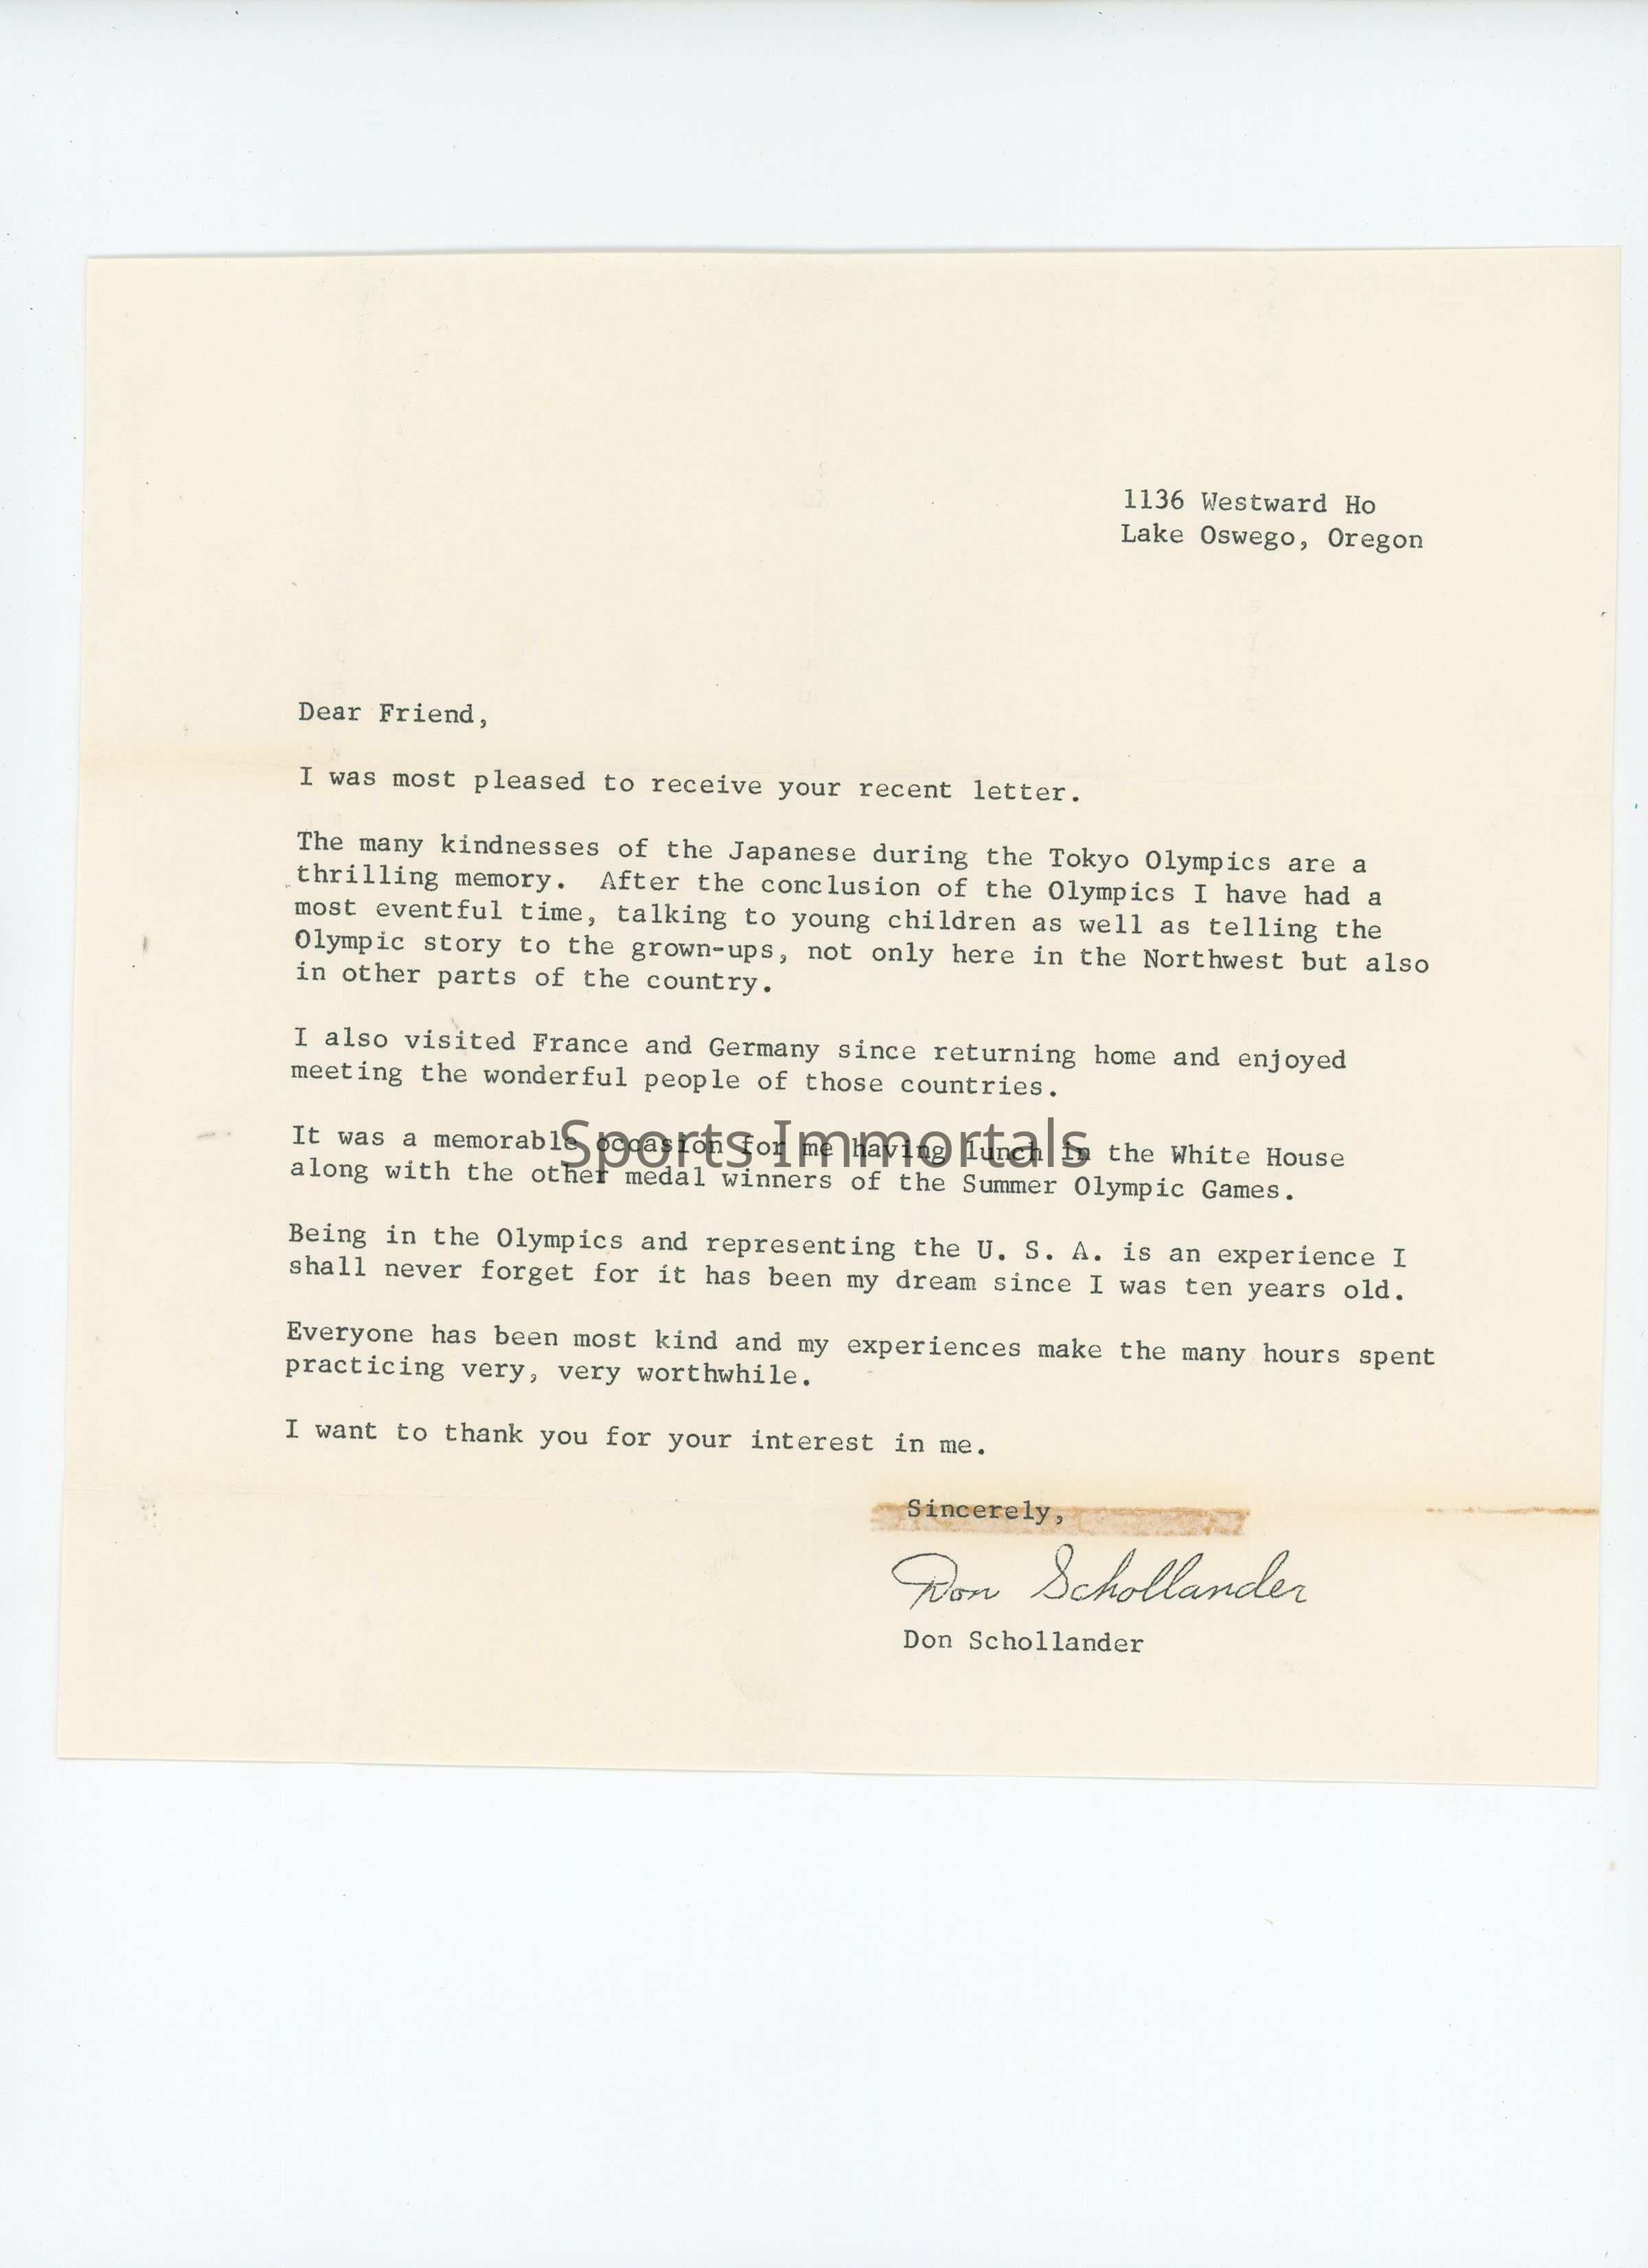 1136 Westward Ho
Lake Oswego, Oregon
Dear Friend,
I was most pleased to receive your recent letter.
The many kindnesses of the Japanese during the Tokyo Olympics are a
thrilling memory. After the conclusion of the Olympics I have had a
most eventful time, talking to young children as well as telling the
Olympic story to the grown-ups, not only here in the Northwest but also
in other parts of the country.
I also visited France and Germany since returning home and enjoyed
meeting the wonderful people of those countries.
It was a memorable occasion for me having lunch in the White House
along with the other medal winners of the Summer Olympic Games.
Sports Immortals
Being in the Olympics and representing the U. S. A. is an experience I
shall never forget for it has been my dream since I was ten years old.
Everyone has been most kind and my experiences make the many hours spent
practicing very, very worthwhile.
I want to thank you for your interest in me.
Sincerely,
Don Schollander
Don Schollander